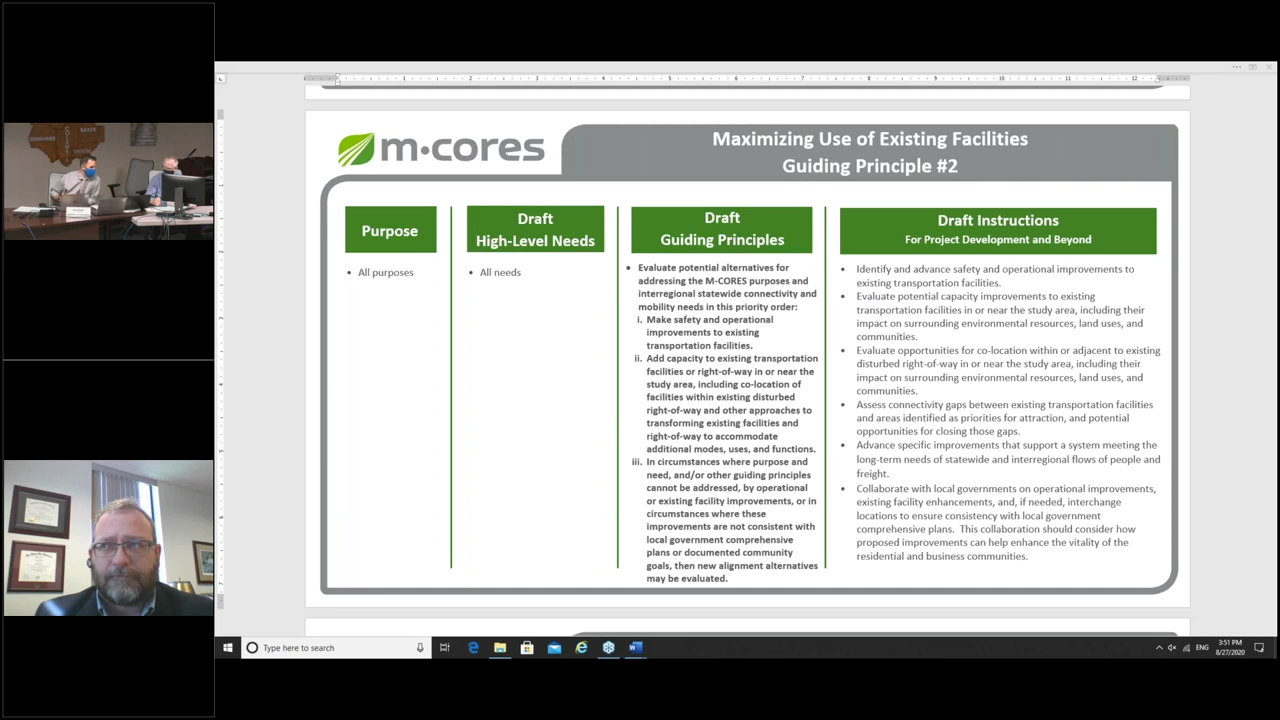 m·cores
Maximizing Use of Existing Facilities
Guiding Principle #2
Purpose
• All purposes
Draft
High-Level Needs
• All needs
Draft
Guiding Principles
• Evaluate potential alternatives for
addressing the M-CORES purposes and
interregional statewide connectivity and
mobility needs in this priority order:
i. Make safety and operational
improvements to existing
transportation facilities.
ii. Add capacity to existing transportation
facilities or right-of-way in or near the
study area, including co-location of
facilities within existing disturbed
right-of-way and other approaches to
transforming existing facilities and
right-of-way to accommodate
additional modes, uses, and functions.
iii. In circumstances where purpose and
need, and/or other guiding principles
cannot be addressed, by operational
or existing facility improvements, or in
circumstances where these
improvements are not consistent with
local government comprehensive
plans or documented community
goals, then new alignment alternatives
may be evaluated.
Draft Instructions
For Project Development and Beyond
• Identify and advance safety and operational improvements to
existing transportation facilities.
• Evaluate potential capacity improvements to existing
transportation facilities in or near the study area, including their
impact on surrounding environmental resources, land uses, and
communities.
• Evaluate opportunities for co-location within or adjacent to existing
disturbed right-of-way in or near the study area, including their
impact on surrounding environmental resources, land uses, and
communities.
• Assess connectivity gaps between existing transportation facilities
and areas identified as priorities for attraction, and potential
opportunities for closing those gaps.
• Advance specific improvements that support a system meeting the
long-term needs of statewide and interregional flows of people and
freight.
• Collaborate with local governments on operational improvements,
existing facility enhancements, and, if needed, interchange
locations to ensure consistency with local government
comprehensive plans. This collaboration should consider how
proposed improvements can help enhance the vitality of the
residential and business communities.
Type here to search
ENG
3:51 PM
8/27/2020